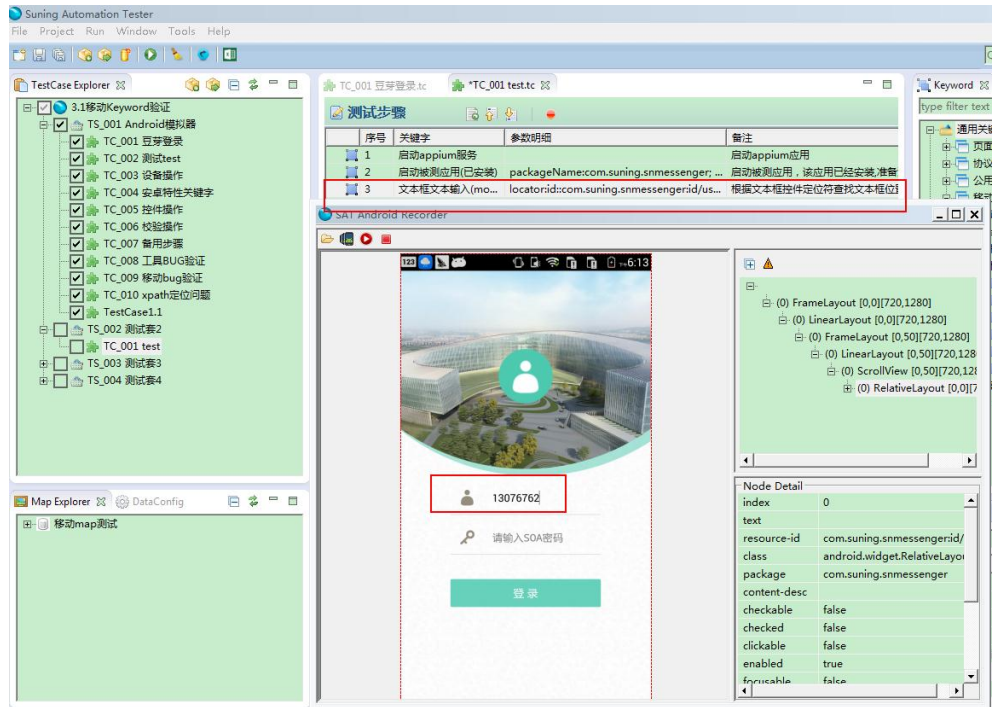 Suning Automation Tester
File Project Run Window Tools Help
TestCase Explorer
3.1移动Keyword验证
TS_001 Android模拟器
TC_001 豆芽登录
TC_002 测试test
TC_003 设备操作
TC_004 安卓特性关键字
TC_005 控件操作
TC_006 校验操作
TC_007 备用步骤
TC_008 工具BUG验证
TC_009 移动bug验证
TC_010 xpath定位问题
TestCase1.1
TS_002 测试套2
TC_001 test
TS_003 测试套3
TS_004 测试套4
Map Explorer DataConfig
移动map测试
TC_001 豆芽登录.tc *TC_001 test.tc
测试步骤
序号 关键字 参数明细 备注
1 启动appium服务 启动appium应用
2 启动被测应用(已安装) packageName:com.suning.snmessenger; ... 启动被测应用，该应用已经安装,准备
3 文本框文本输入(mo... locator:id::com.suning.snmessenger:id/us... 根据文本框控件定位符查找文本框位
Keyword
type filter text
通用关
页面
协议
公用
移动
SAT Android Recorder
123 6:13
13076762
请输入SOA密码
登 录
(0) FrameLayout [0,0][720,1280]
(0) LinearLayout [0,0][720,1280]
(0) FrameLayout [0,50][720,1280]
(0) LinearLayout [0,50][720,128
(0) ScrollView [0,50][720,128
(0) RelativeLayout [0,0][7
Node Detail
index 0
text
resource-id com.suning.snmessenger:id/
class android.widget.RelativeLayou
package com.suning.snmessenger
content-desc
checkable false
checked false
clickable false
enabled true
focusable false